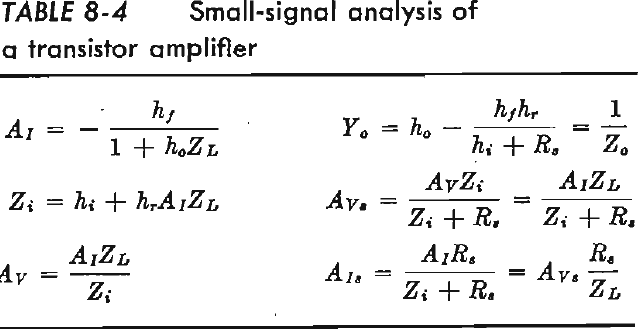 TABLE 8-4 Small-signal analysis of
a transistor amplifier
A_I = - h_f / (1 + h_o Z_L)
Y_o = h_o - h_f h_r / (h_i + R_s) = 1 / Z_o
Z_i = h_i + h_r A_I Z_L
A_Vs = A_V Z_i / (Z_i + R_s) = A_I Z_L / (Z_i + R_s)
A_V = A_I Z_L / Z_i
A_Is = A_I R_s / (Z_i + R_s) = A_Vs R_s / Z_L